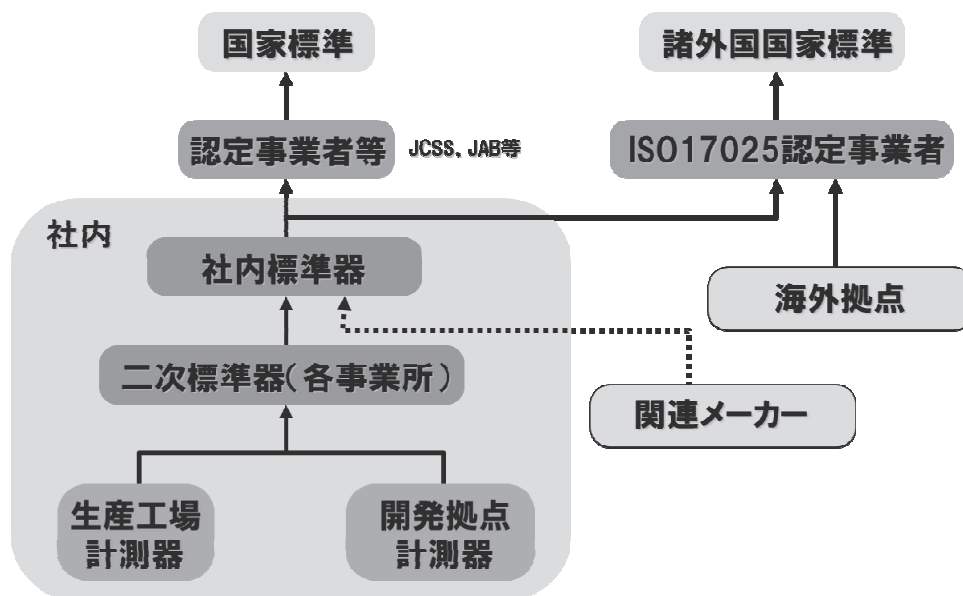 国家標準
諸外国国家標準
認定事業者等
JCSS、JAB等
ISO17025認定事業者
社内
社内標準器
海外拠点
二次標準器(各事業所)
関連メーカー
生産工場
計測器
開発拠点
計測器